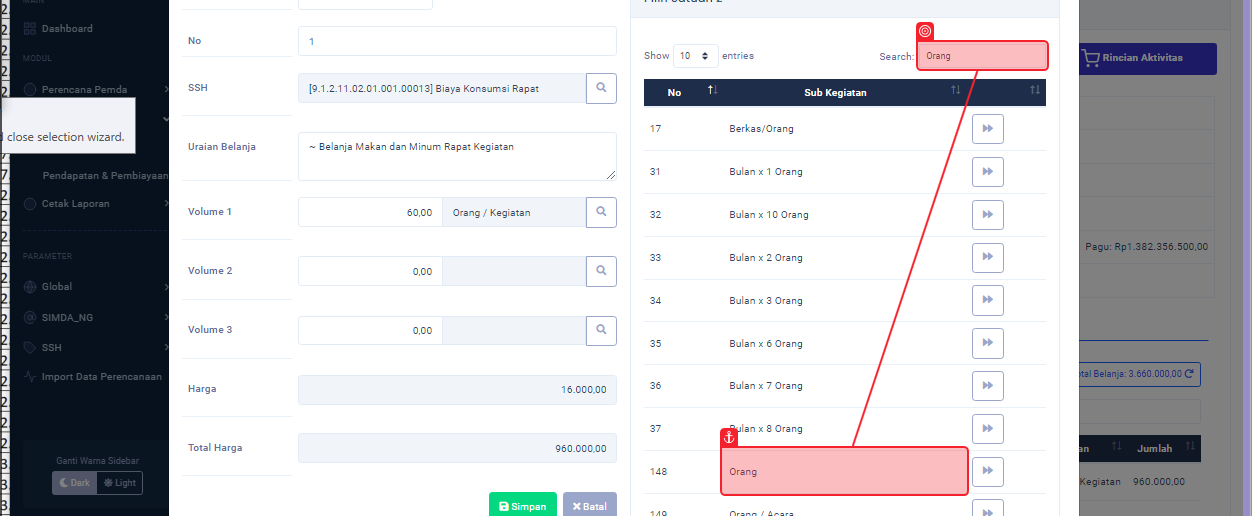 Dashboard
MODUL
Perencana Pemda
close selection wizard.
Pendapatan & Pembiayaan
Cetak Laporan
PARAMETER
Global
SIMDA_NG
SSH
Import Data Perencanaan
Ganti Warna Sidebar
Dark
Light
No
1
SSH
[9.1.2.11.02.01.001.00013] Biaya Konsumsi Rapat
Uraian Belanja
~ Belanja Makan dan Minum Rapat Kegiatan
Volume 1
60,00
Orang / Kegiatan
Volume 2
0,00
Volume 3
0,00
Harga
16.000,00
Total Harga
960.000,00
Simpan
Batal
Show 10 entries
Search: Orang
No Sub Kegiatan
17 Berkas/Orang
31 Bulan x 1 Orang
32 Bulan x 10 Orang
33 Bulan x 2 Orang
34 Bulan x 3 Orang
35 Bulan x 6 Orang
36 Bulan x 7 Orang
37 Bulan x 8 Orang
148 Orang
149 Orang / Acara
Rincian Aktivitas
Pagu: Rp1.382.356.500,00
tal Belanja: 3.660.000,00
an Jumlah
Kegiatan 960.000,00